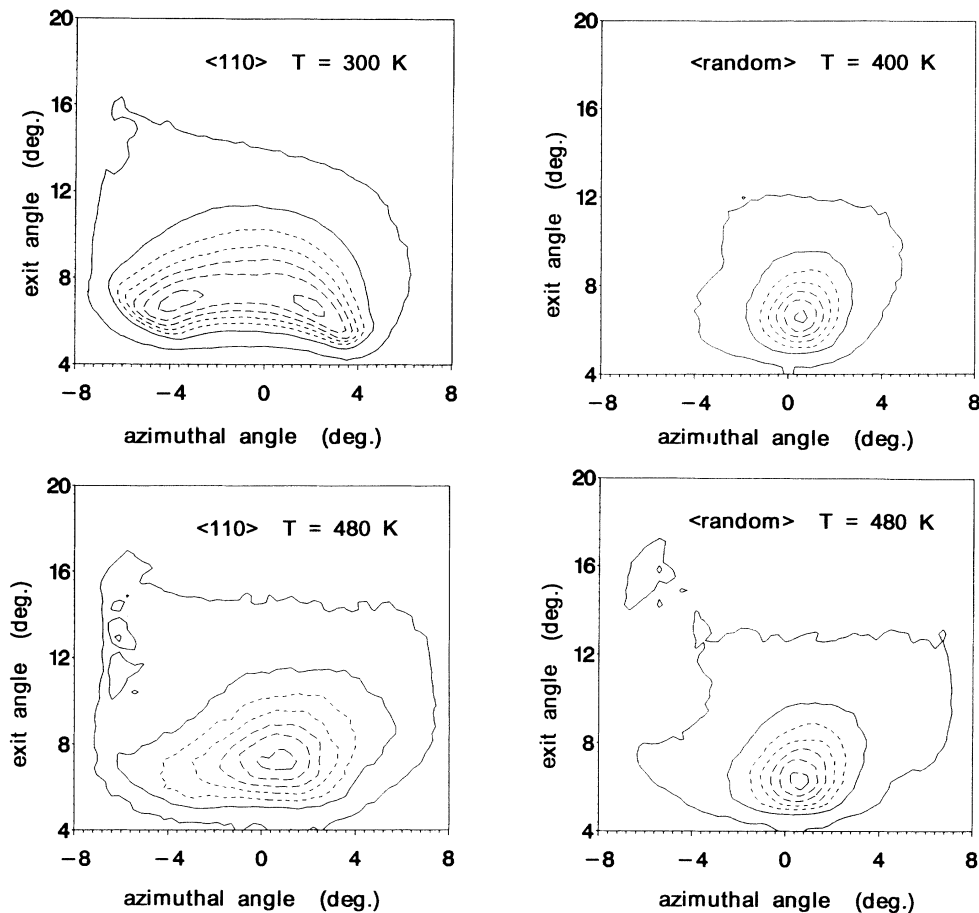 20
16
12
8
4
exit angle (deg.)
<110> T = 300 K
−8 −4 0 4 8
azimuthal angle (deg.)
20
16
12
8
4
exit angle (deg.)
<random> T = 400 K
−8 −4 0 4 8
azimuthal angle (deg.)
20
16
12
8
4
exit angle (deg.)
<110> T = 480 K
−8 −4 0 4 8
azimuthal angle (deg.)
20
16
12
8
4
exit angle (deg.)
<random> T = 480 K
−8 −4 0 4 8
azimuthal angle (deg.)